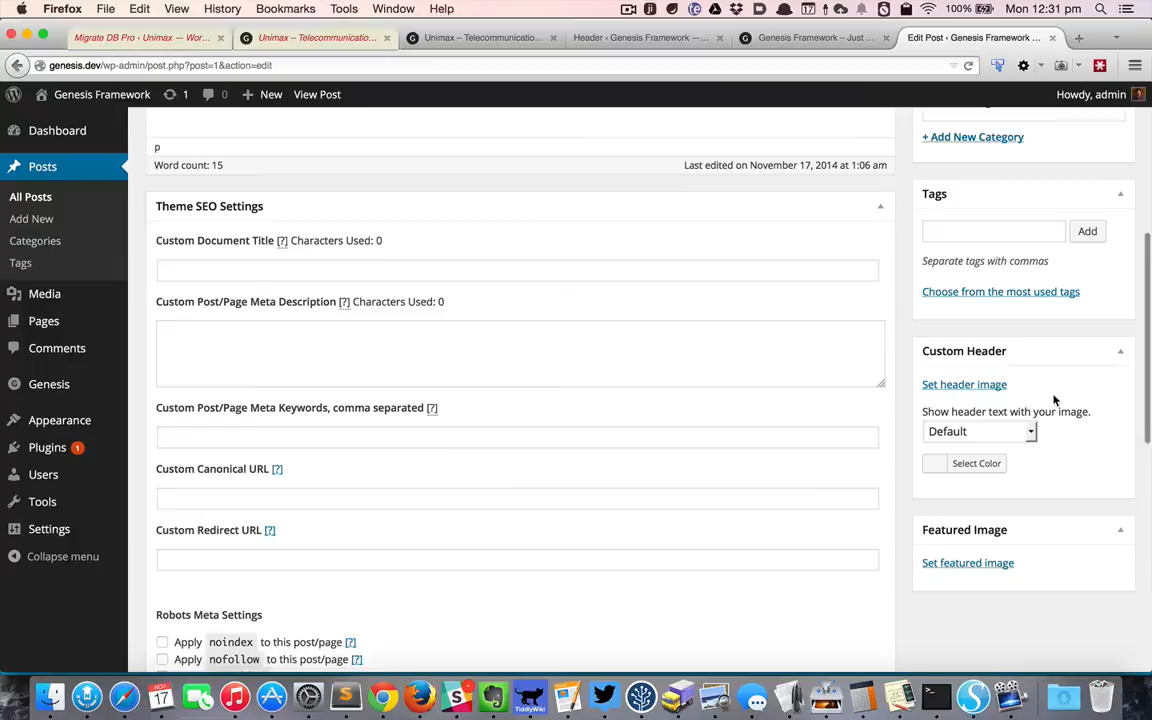 Firefox File Edit View History Bookmarks Tools Window Help 100% Mon 12:31 pm
Migrate DB Pro ‹ Unimax — Wor... × Unimax – Telecommunicatio... × Unimax – Telecommunicatio... × Header ‹ Genesis Framework —... × Genesis Framework – Just ... × Edit Post ‹ Genesis Framework ... ×
genesis.dev/wp-admin/post.php?post=1&action=edit
Genesis Framework 1 0 + New View Post Howdy, admin
Dashboard
Posts
All Posts
Add New
Categories
Tags
Media
Pages
Comments
Genesis
Appearance
Plugins 1
Users
Tools
Settings
Collapse menu
p
Word count: 15 Last edited on November 17, 2014 at 1:06 am
Theme SEO Settings
Custom Document Title [?] Characters Used: 0
Custom Post/Page Meta Description [?] Characters Used: 0
Custom Post/Page Meta Keywords, comma separated [?]
Custom Canonical URL [?]
Custom Redirect URL [?]
Robots Meta Settings
Apply noindex to this post/page [?]
Apply nofollow to this post/page [?]
+ Add New Category
Tags
Add
Separate tags with commas
Choose from the most used tags
Custom Header
Set header image
Show header text with your image.
Default
Select Color
Featured Image
Set featured image
17
TiddlyWiki